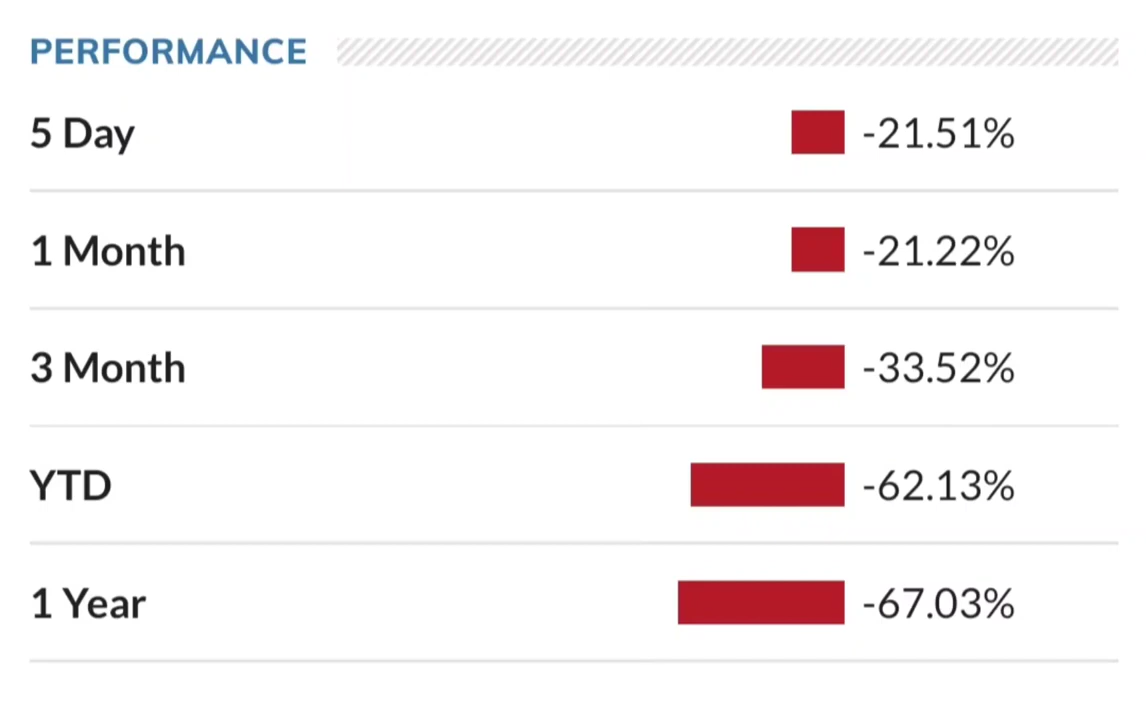 PERFORMANCE
5 Day -21.51%
1 Month -21.22%
3 Month -33.52%
YTD -62.13%
1 Year -67.03%